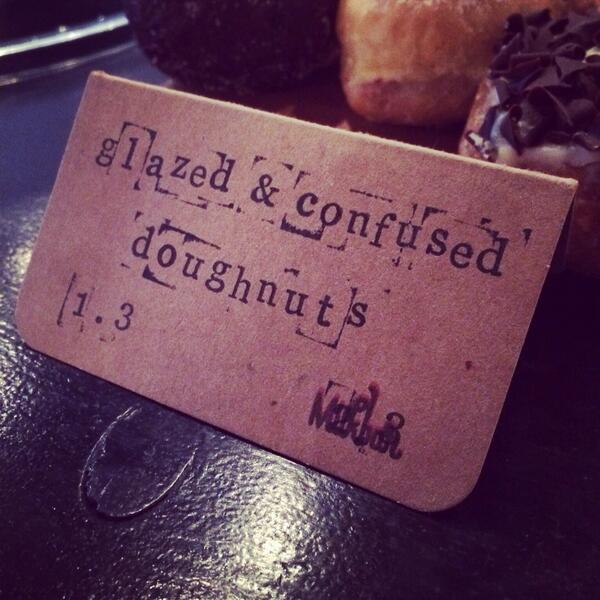 glazed & confused
doughnuts
1.3